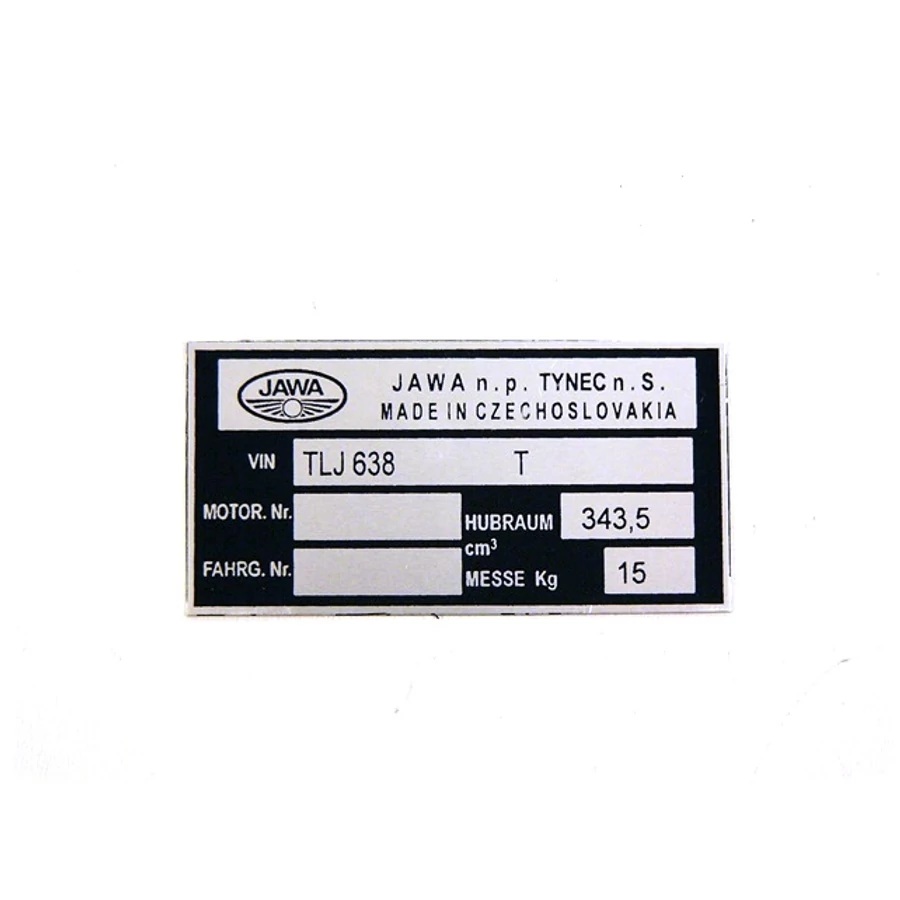 JAWA
JAWA n.p. TYNEC n.S.
MADE IN CZECHOSLOVAKIA
VIN TLJ 638 T
MOTOR. Nr.
HUBRAUM 343,5
cm³
FAHRG. Nr.
MESSE Kg 15